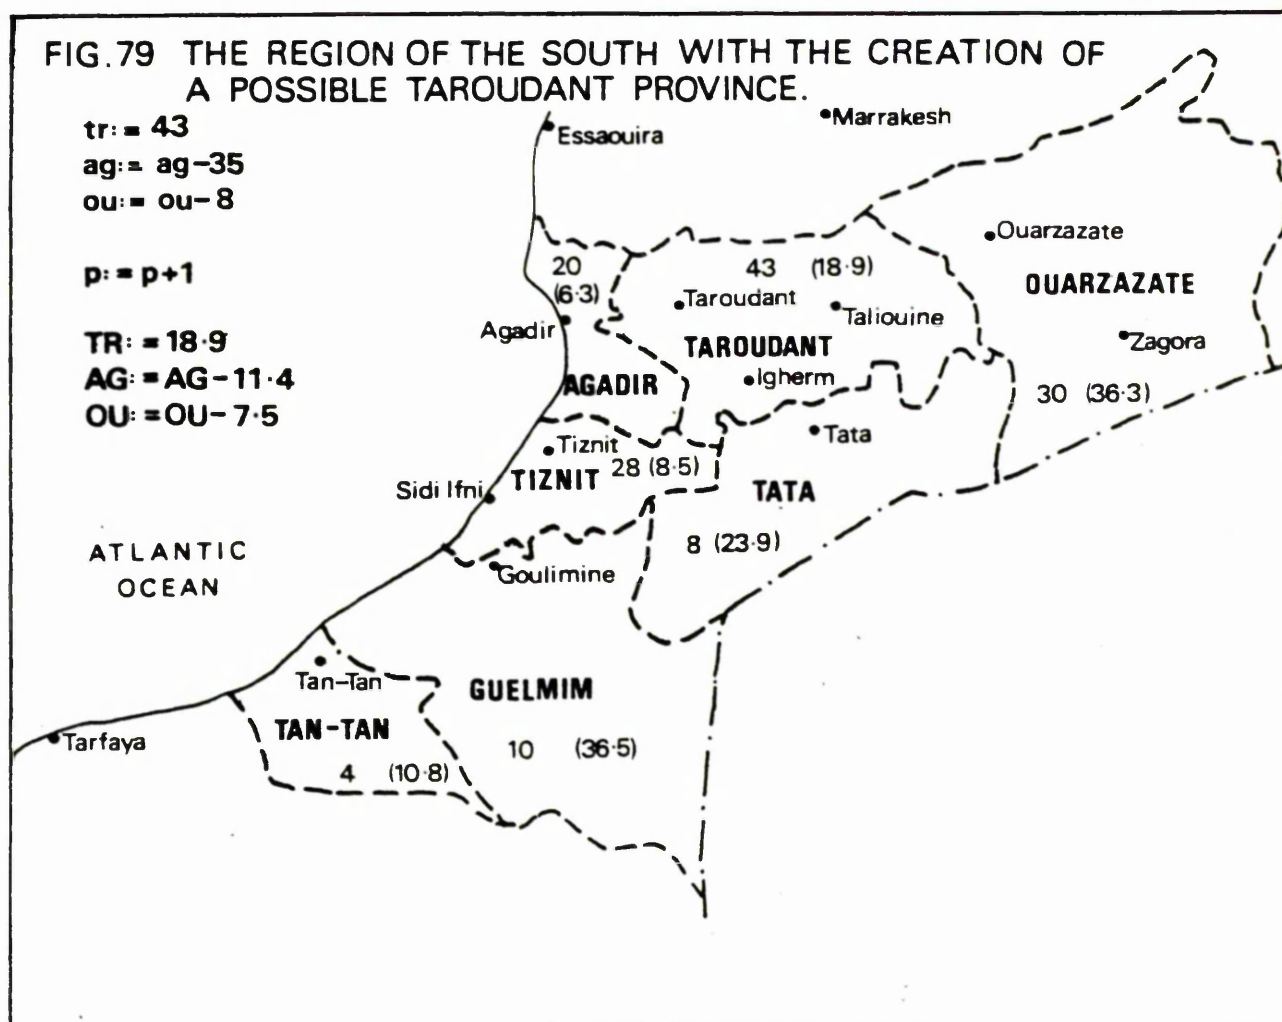 FIG.79 THE REGION OF THE SOUTH WITH THE CREATION OF
A POSSIBLE TAROUDANT PROVINCE.
tr:= 43
ag:= ag-35
ou:= ou-8
p:= p+1
TR:=18·9
AG:=AG-11·4
OU:=OU-7·5
Essaouira
Marrakesh
Ouarzazate
OUARZAZATE
Zagora
30 (36·3)
20
(6·3)
Agadir
AGADIR
43 (18·9)
Taroudant
Taliouine
TAROUDANT
Igherm
Tiznit
28 (8·5)
TIZNIT
Sidi Ifni
Tata
TATA
8 (23·9)
ATLANTIC
OCEAN
Goulimine
Tan-Tan
TAN-TAN
4 (10·8)
GUELMIM
10 (36·5)
Tarfaya